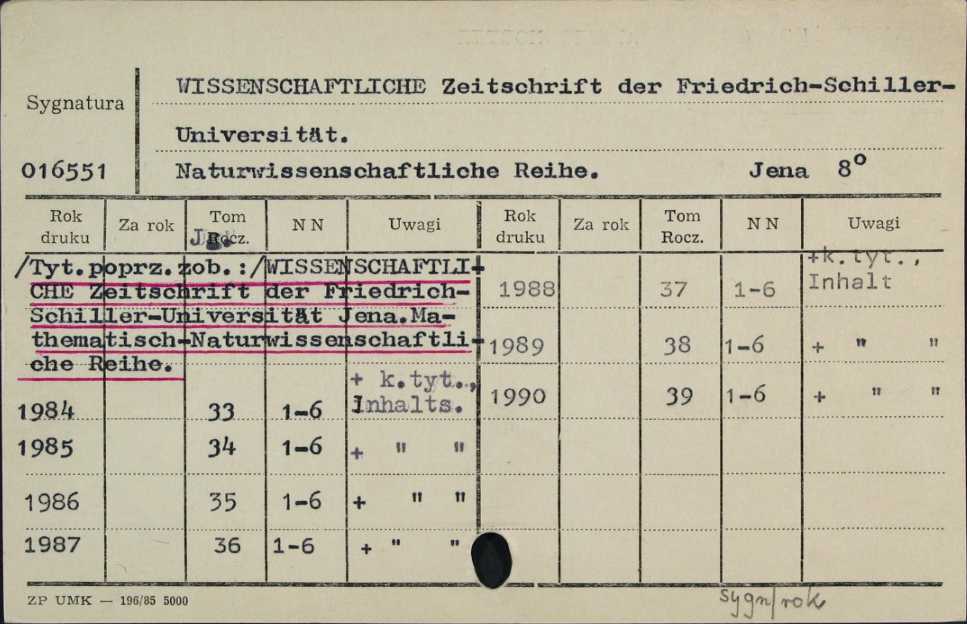 Sygnatura
WISSENSCHAFTLICHE Zeitschrift der Friedrich-Schiller-
Universität.
016551 Naturwissenschaftliche Reihe. Jena 8°
Rok druku Za rok Tom Rocz. N N Uwagi Rok druku Za rok Tom Rocz. N N Uwagi
Jg.
/Tyt.poprz.zob.:/WISSENSCHAFTLI-
CHE Zeitschrift der Friedrich-
Schiller-Universität Jena.Ma-
thematisch-Naturwissenschaftli-
che Reihe.
1984 33 1-6 + k.tyt., Inhalts.
1985 34 1-6 + " "
1986 35 1-6 + " "
1987 36 1-6 + " "
1988 37 1-6 +k.tyt., Inhalt
1989 38 1-6 + " "
1990 39 1-6 + " "
ZP UMK — 196/85 5000
sygn/rok